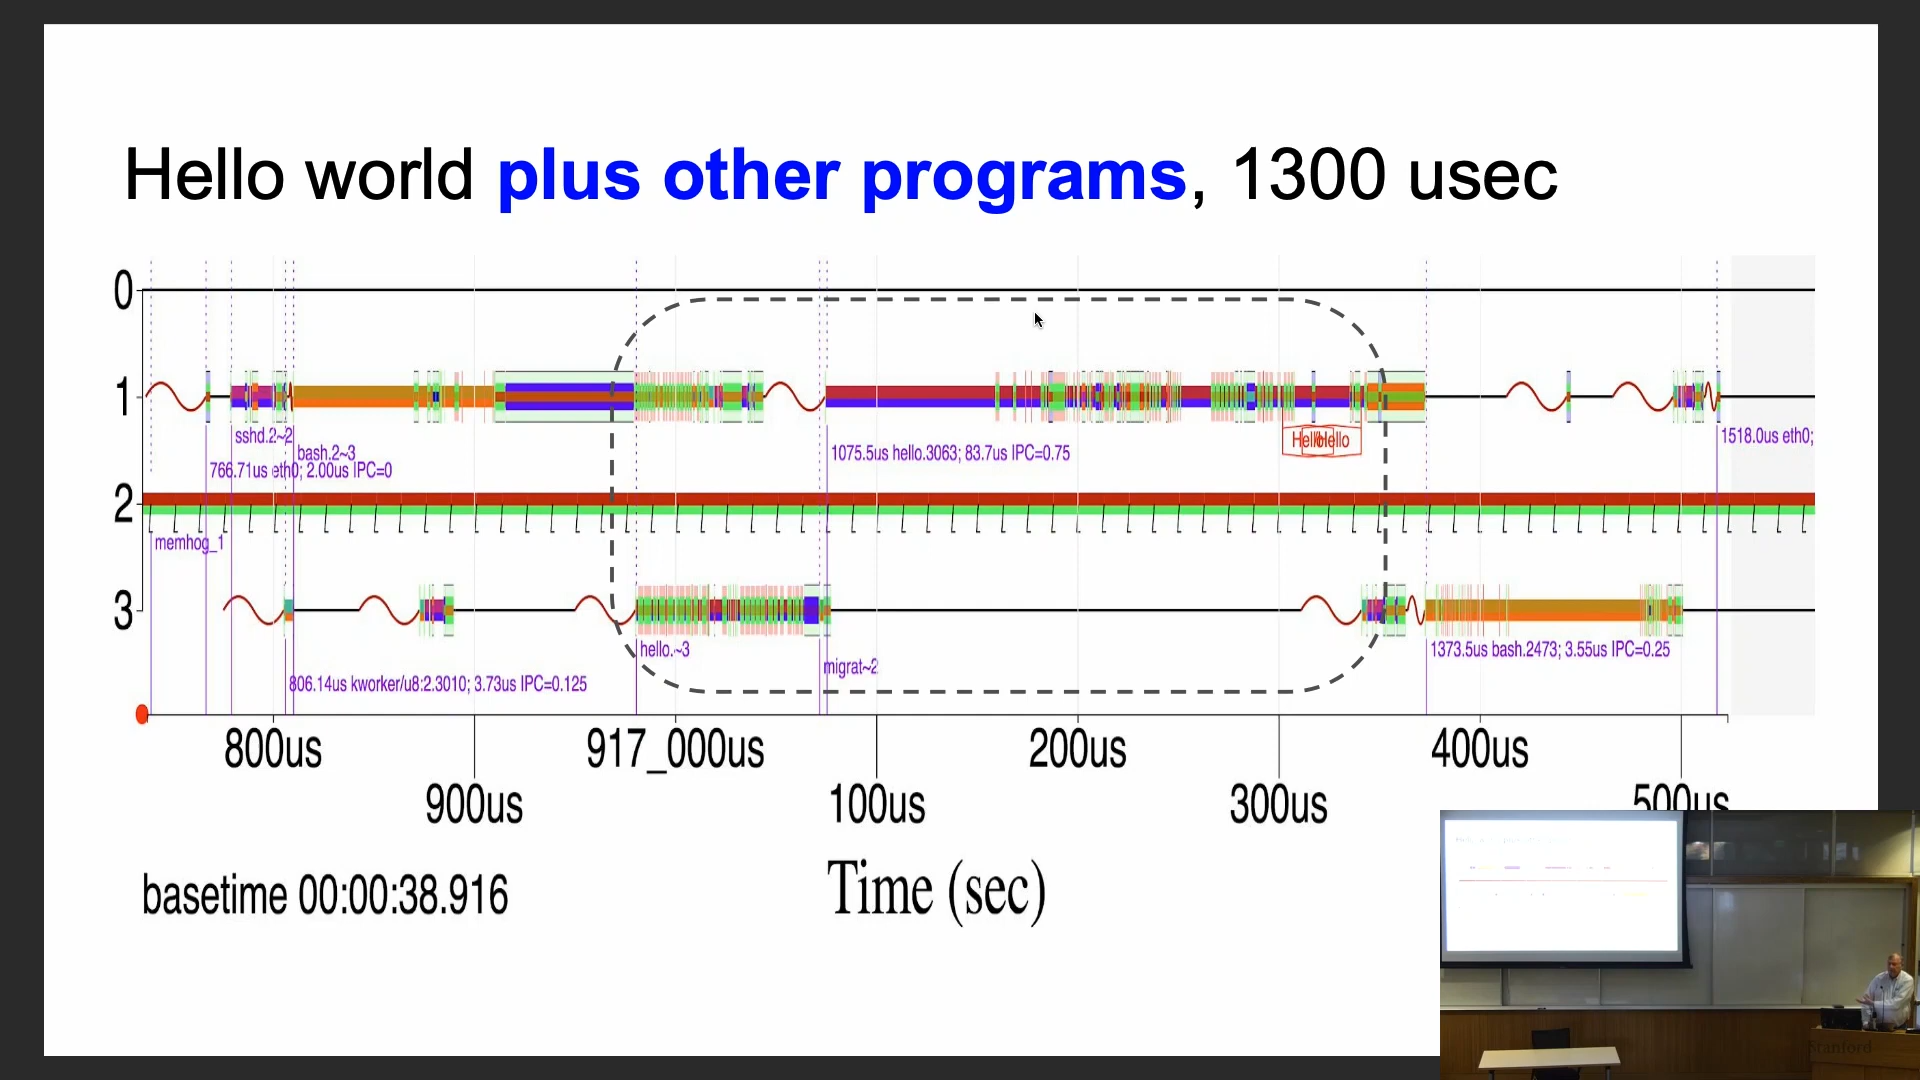 Hello world plus other programs, 1300 usec
0
1
sshd.2~2
bash.2~3
766.71us eth0; 2.00us IPC=0
1075.5us hello.3063; 83.7us IPC=0.75
Hello
Hello
1518.0us eth0;
2
memhog_1
3
hello.~3
migrat~2
806.14us kworker/u8:2.3010; 3.73us IPC=0.125
1373.5us bash.2473; 3.55us IPC=0.25
800us
917_000us
200us
400us
900us
100us
300us
500us
basetime 00:00:38.916
Time (sec)
Stanford